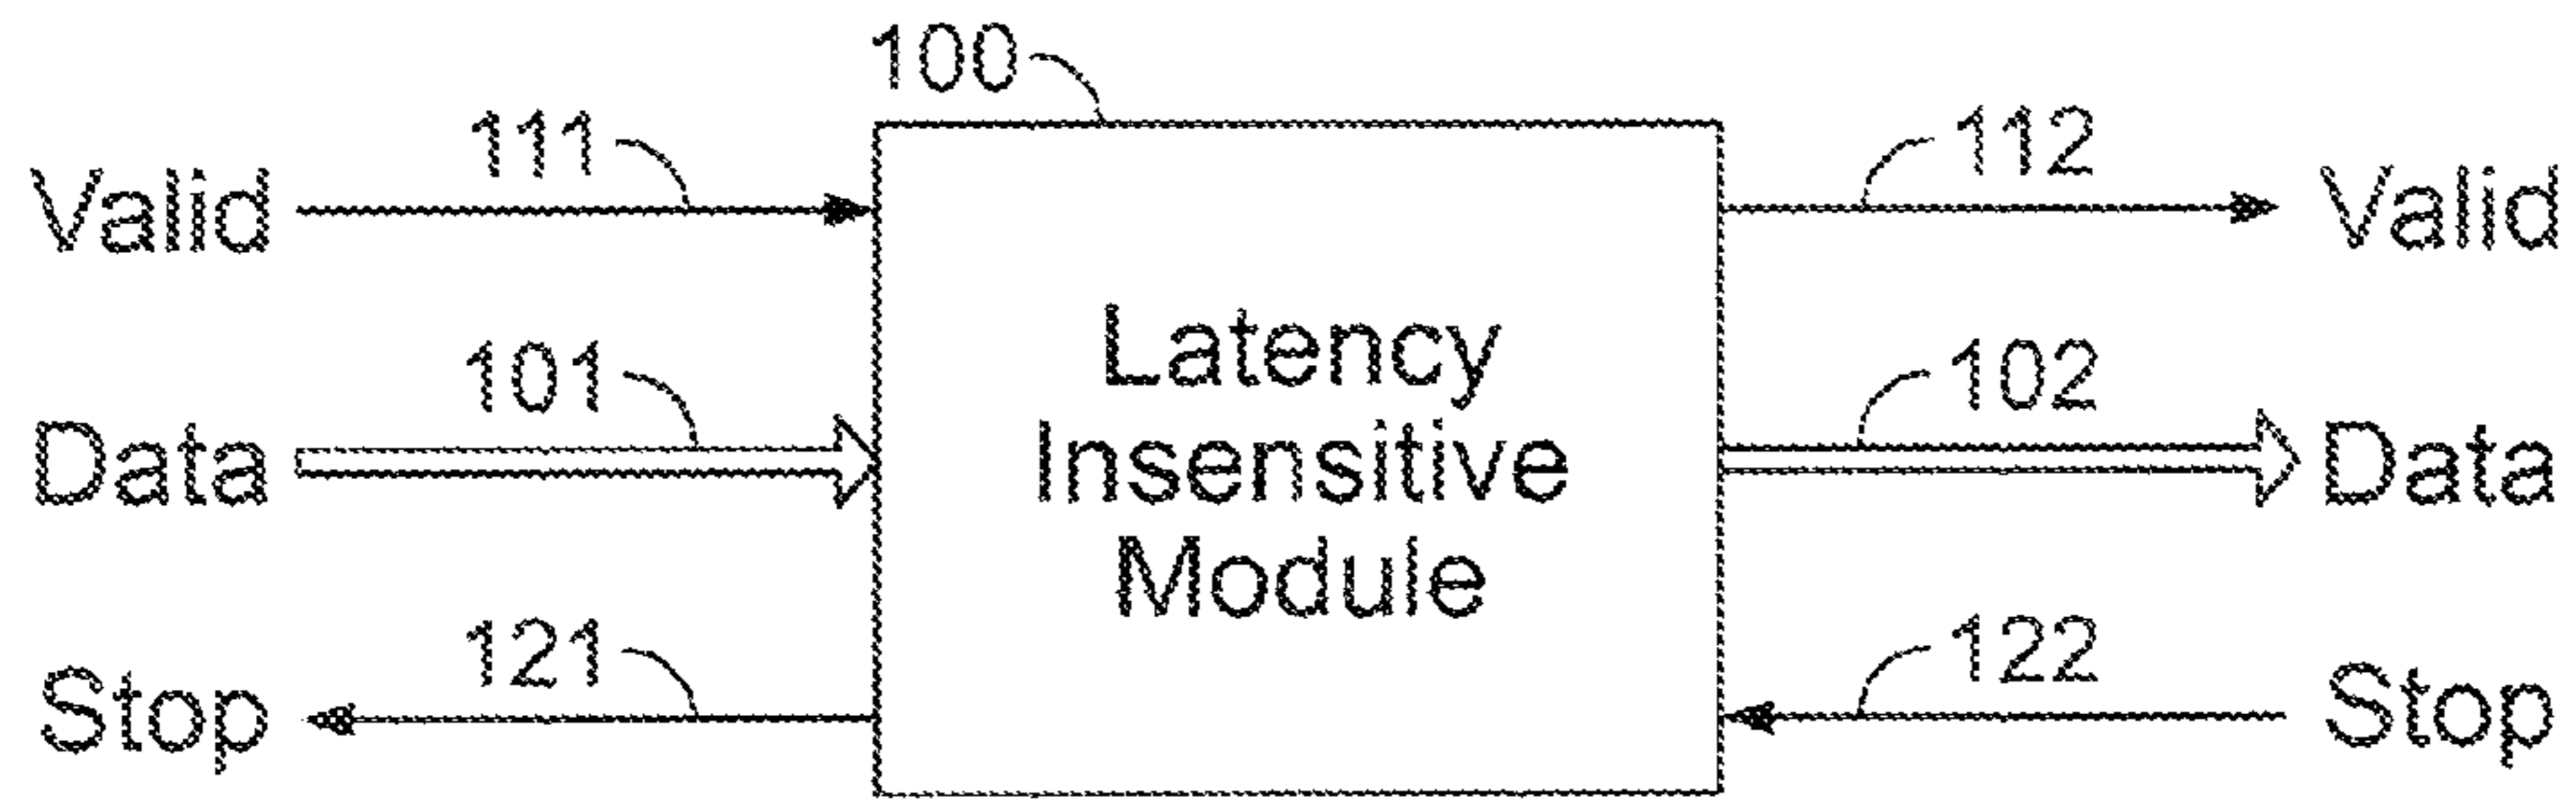 100
111
112
Valid
Valid
Latency
Insensitive
Module
101
102
Data
Data
121
122
Stop
Stop